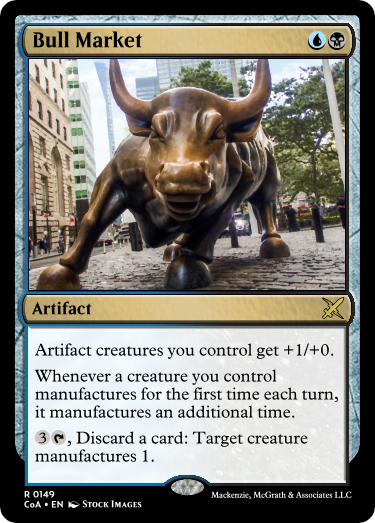 Bull Market
Artifact
Artifact creatures you control get +1/+0.
Whenever a creature you control
manufactures for the first time each turn,
it manufactures an additional time.
3, Discard a card: Target creature
manufactures 1.
R 0149
CoA • EN Stock Images
Mackenzie, McGrath & Associates LLC